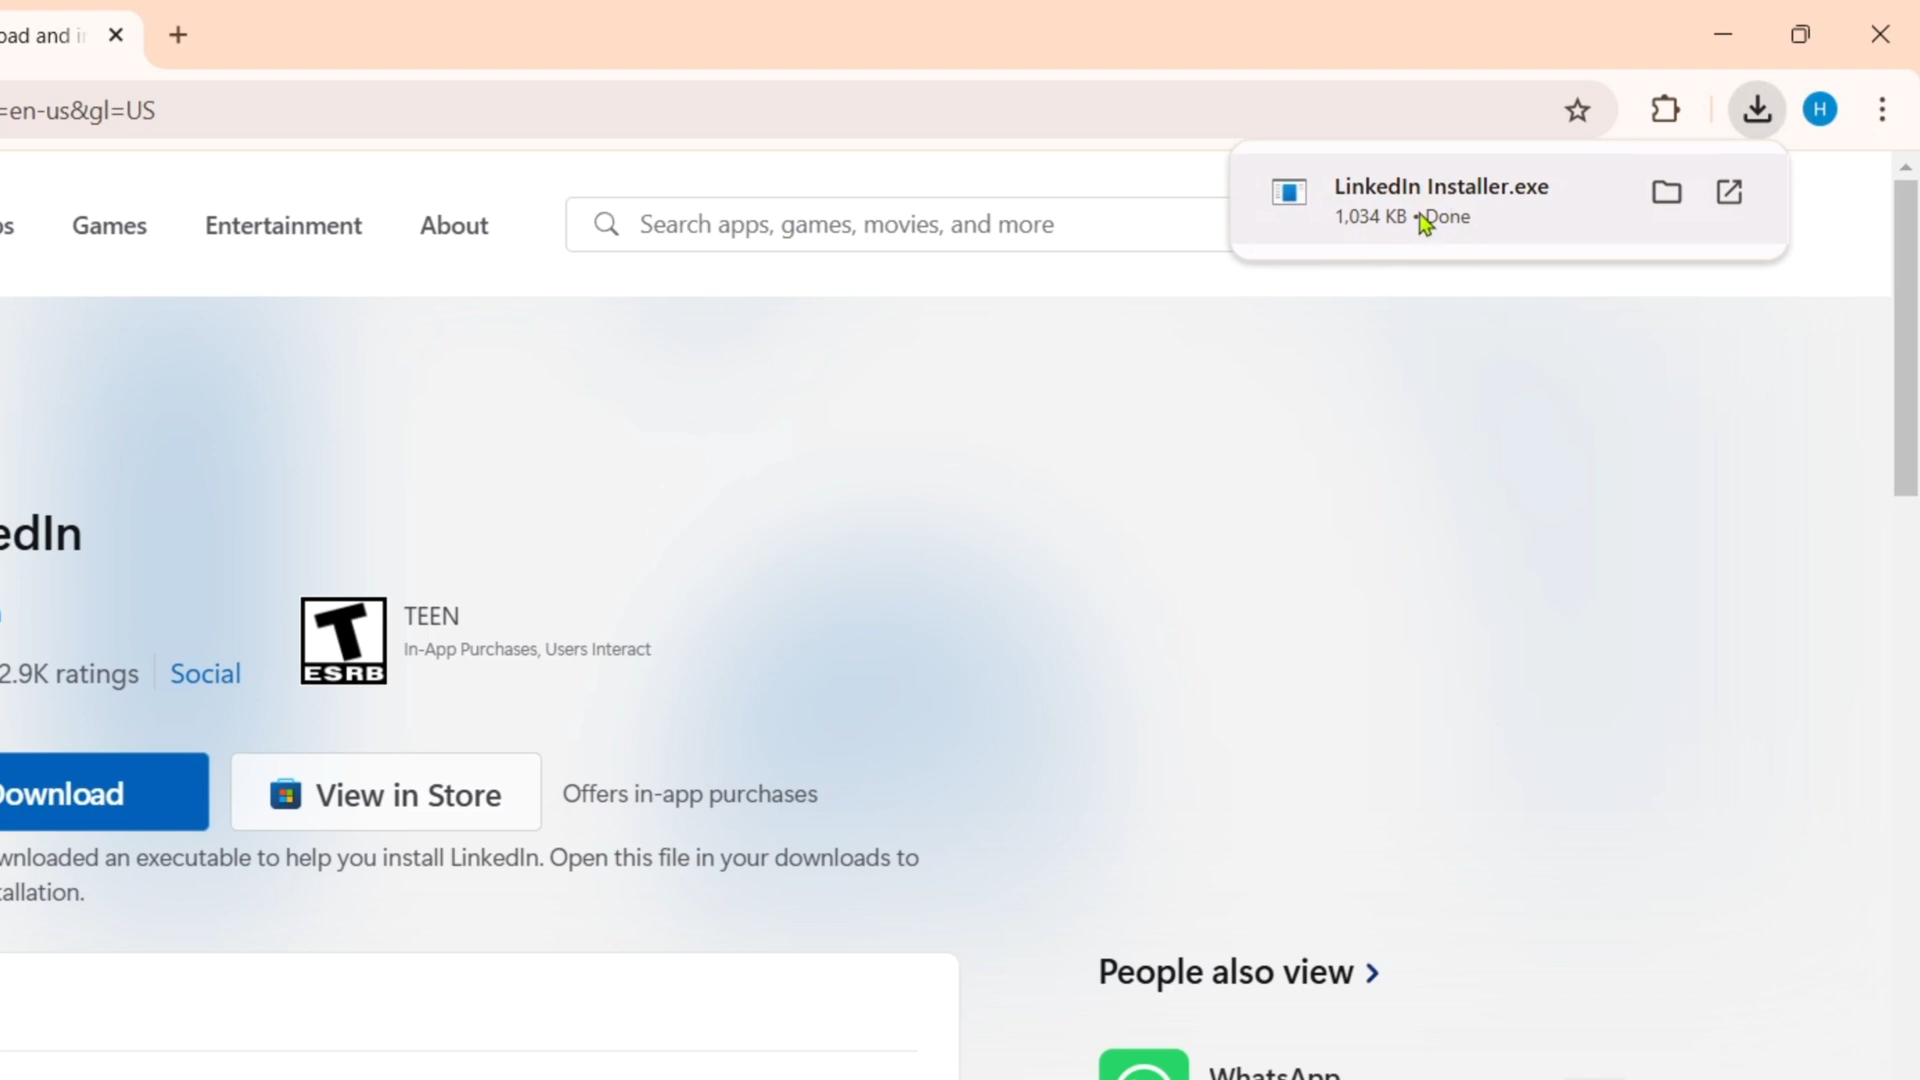 oad and i
=en-us&gl=US
H
LinkedIn Installer.exe
1,034 KB • Done
s
Games
Entertainment
About
Search apps, games, movies, and more
edIn
T
ESRB
TEEN
In-App Purchases, Users Interact
2.9K ratings
Social
Download
View in Store
Offers in-app purchases
wnloaded an executable to help you install LinkedIn. Open this file in your downloads to
allation.
People also view
WhatsApp